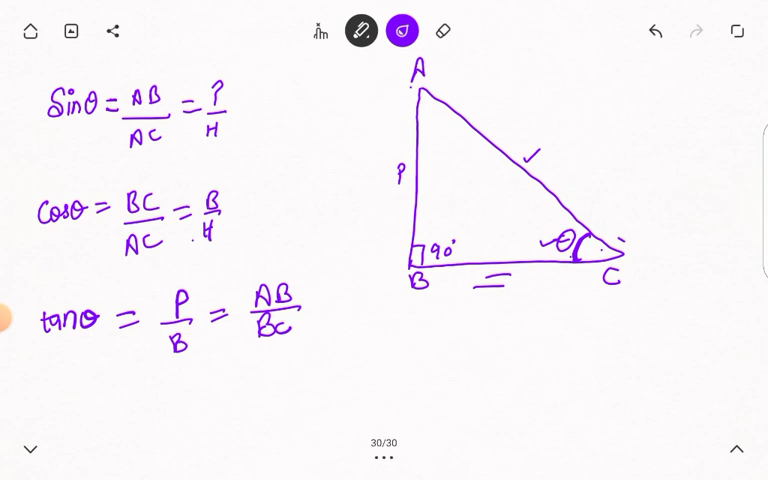 Sinθ = AB/AC = P/H
Cosθ = BC/AC = B/H
tanθ = P/B = AB/BC
A
P
90°
θ
B
C
30/30